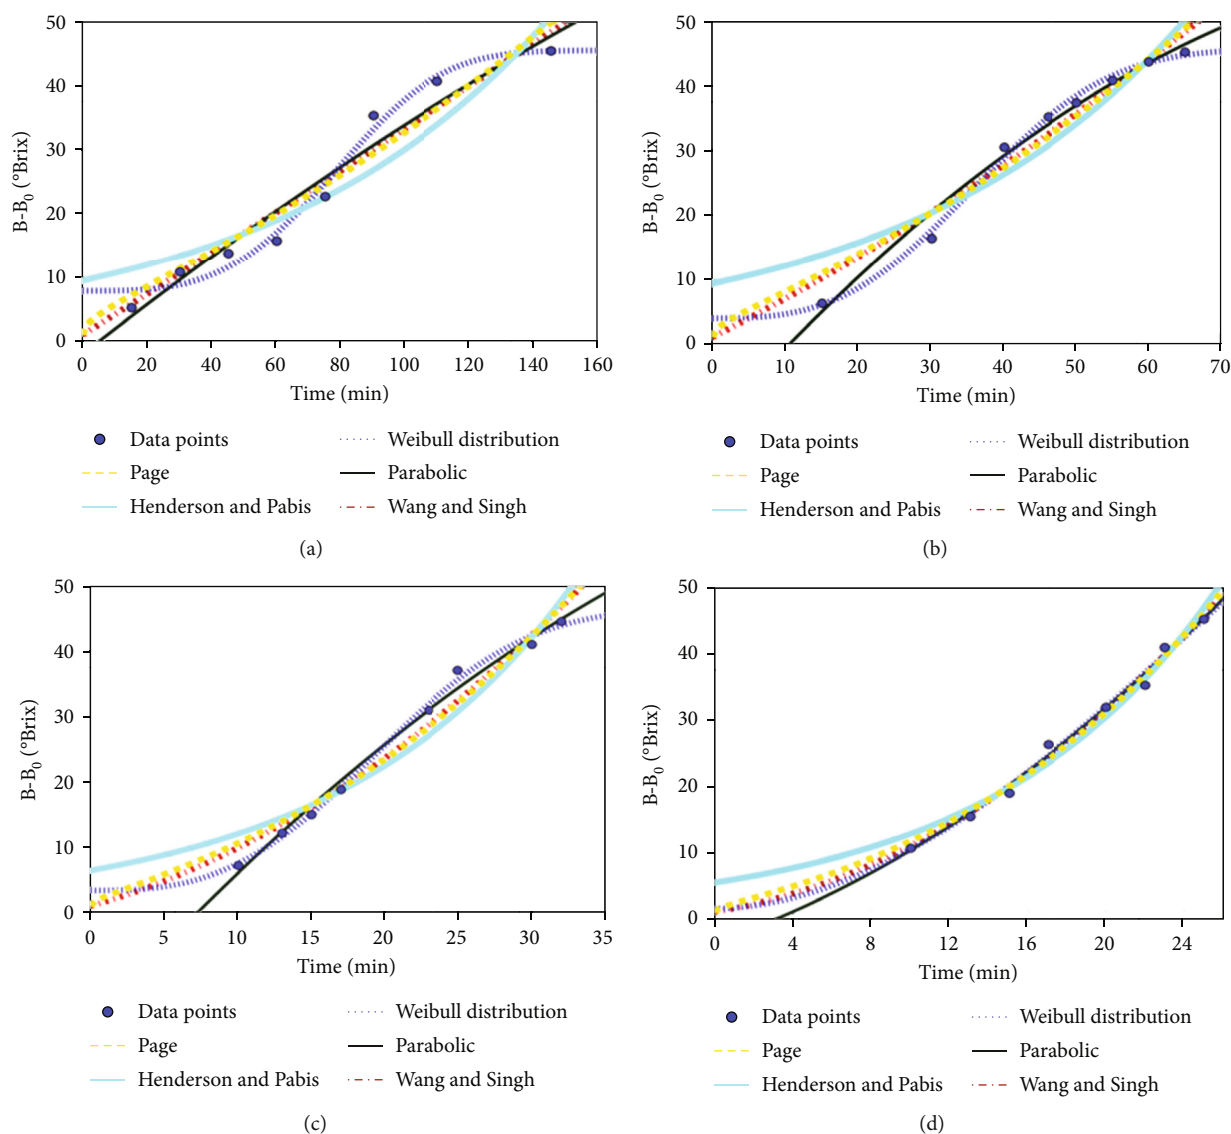 50
40
30
20
10
0
B-B0 (°Brix)
0 20 40 60 80 100 120 140 160
Time (min)
Data points Weibull distribution
Page Parabolic
Henderson and Pabis Wang and Singh
(a)
50
40
30
20
10
0
B-B0 (°Brix)
0 10 20 30 40 50 60 70
Time (min)
Data points Weibull distribution
Page Parabolic
Henderson and Pabis Wang and Singh
(b)
50
40
30
20
10
0
B-B0 (°Brix)
0 5 10 15 20 25 30 35
Time (min)
Data points Weibull distribution
Page Parabolic
Henderson and Pabis Wang and Singh
(c)
50
40
30
20
10
0
B-B0 (°Brix)
0 4 8 12 16 20 24
Time (min)
Data points Weibull distribution
Page Parabolic
Henderson and Pabis Wang and Singh
(d)